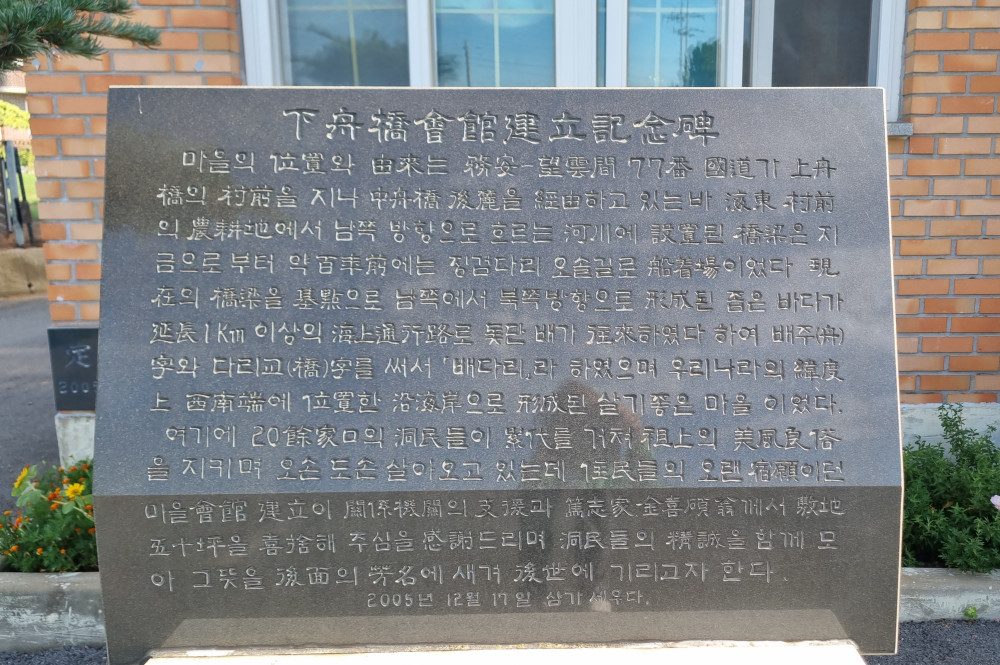 下舟橋會館建立記念碑
마을의 位置와 由來는 務安-望雲間 77番 國道가 上舟
橋의 村前을 지나 中舟橋 後麓을 経由하고 있는바 海東 村前
의 農耕地에서 남쪽 방향으로 흐르는 河川에 設置된 橋梁은 지
금으로부터 약百年前에는 징검다리 오솔길로 船着場이었다 現
在의 橋梁을 基點으로 남쪽에서 북쪽방향으로 形成된 좁은 바다가
延長 1Km 이상의 海上通行路로 돛단 배가 往來하였다 하여 배주(舟)
字와 다리교(橋)字를 써서 「배다리」라 하였으며 우리나라의 緯度
上 西南端에 位置한 沿海岸으로 形成된 살기좋은 마을 이었다.
여기에 20餘家口의 洞民들이 累代를 거쳐 祖上의 美風良俗
을 지키며 오손도손 살아오고 있는데 住民들의 오랜 宿願이던
마을會館 建立이 關係機關의 支援과 篤志家 金喜碩翁께서 敷地
五十坪을 喜捨해 주심을 感謝드리며 洞民들의 精誠을 함께 모
아 그뜻을 後面의 芳名에 새겨 後世에 기리고자 한다.
2005년 12월 17일 삼가 세우다.
2005